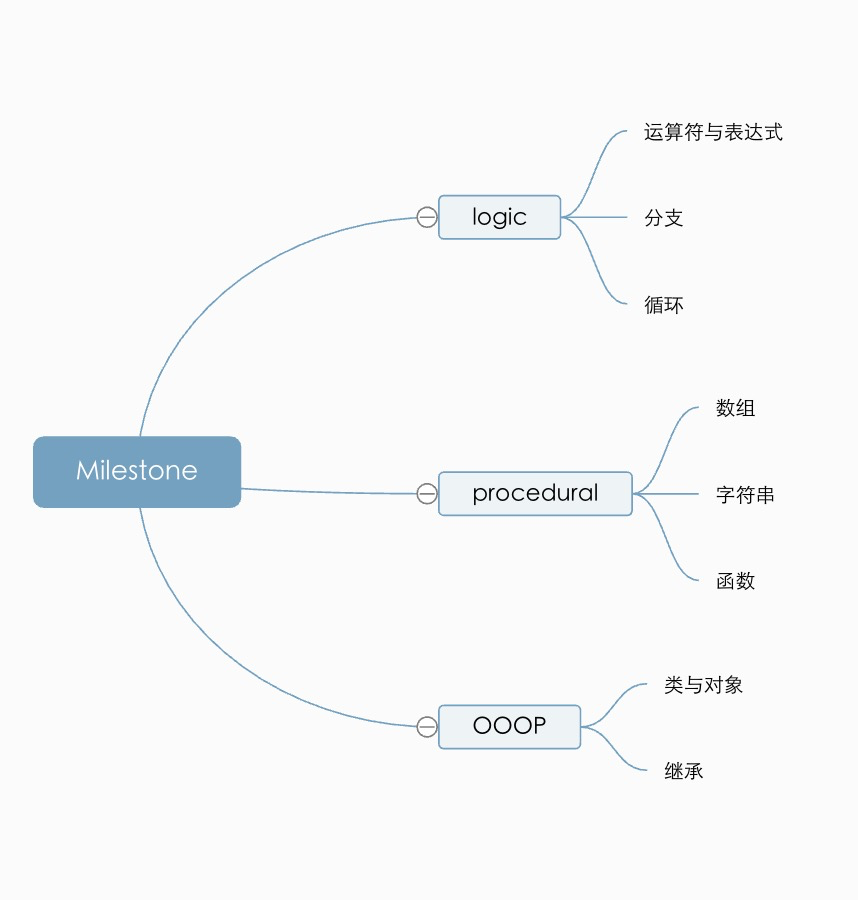 Milestone
logic
运算符与表达式
分支
循环
procedural
数组
字符串
函数
OOOP
类与对象
继承